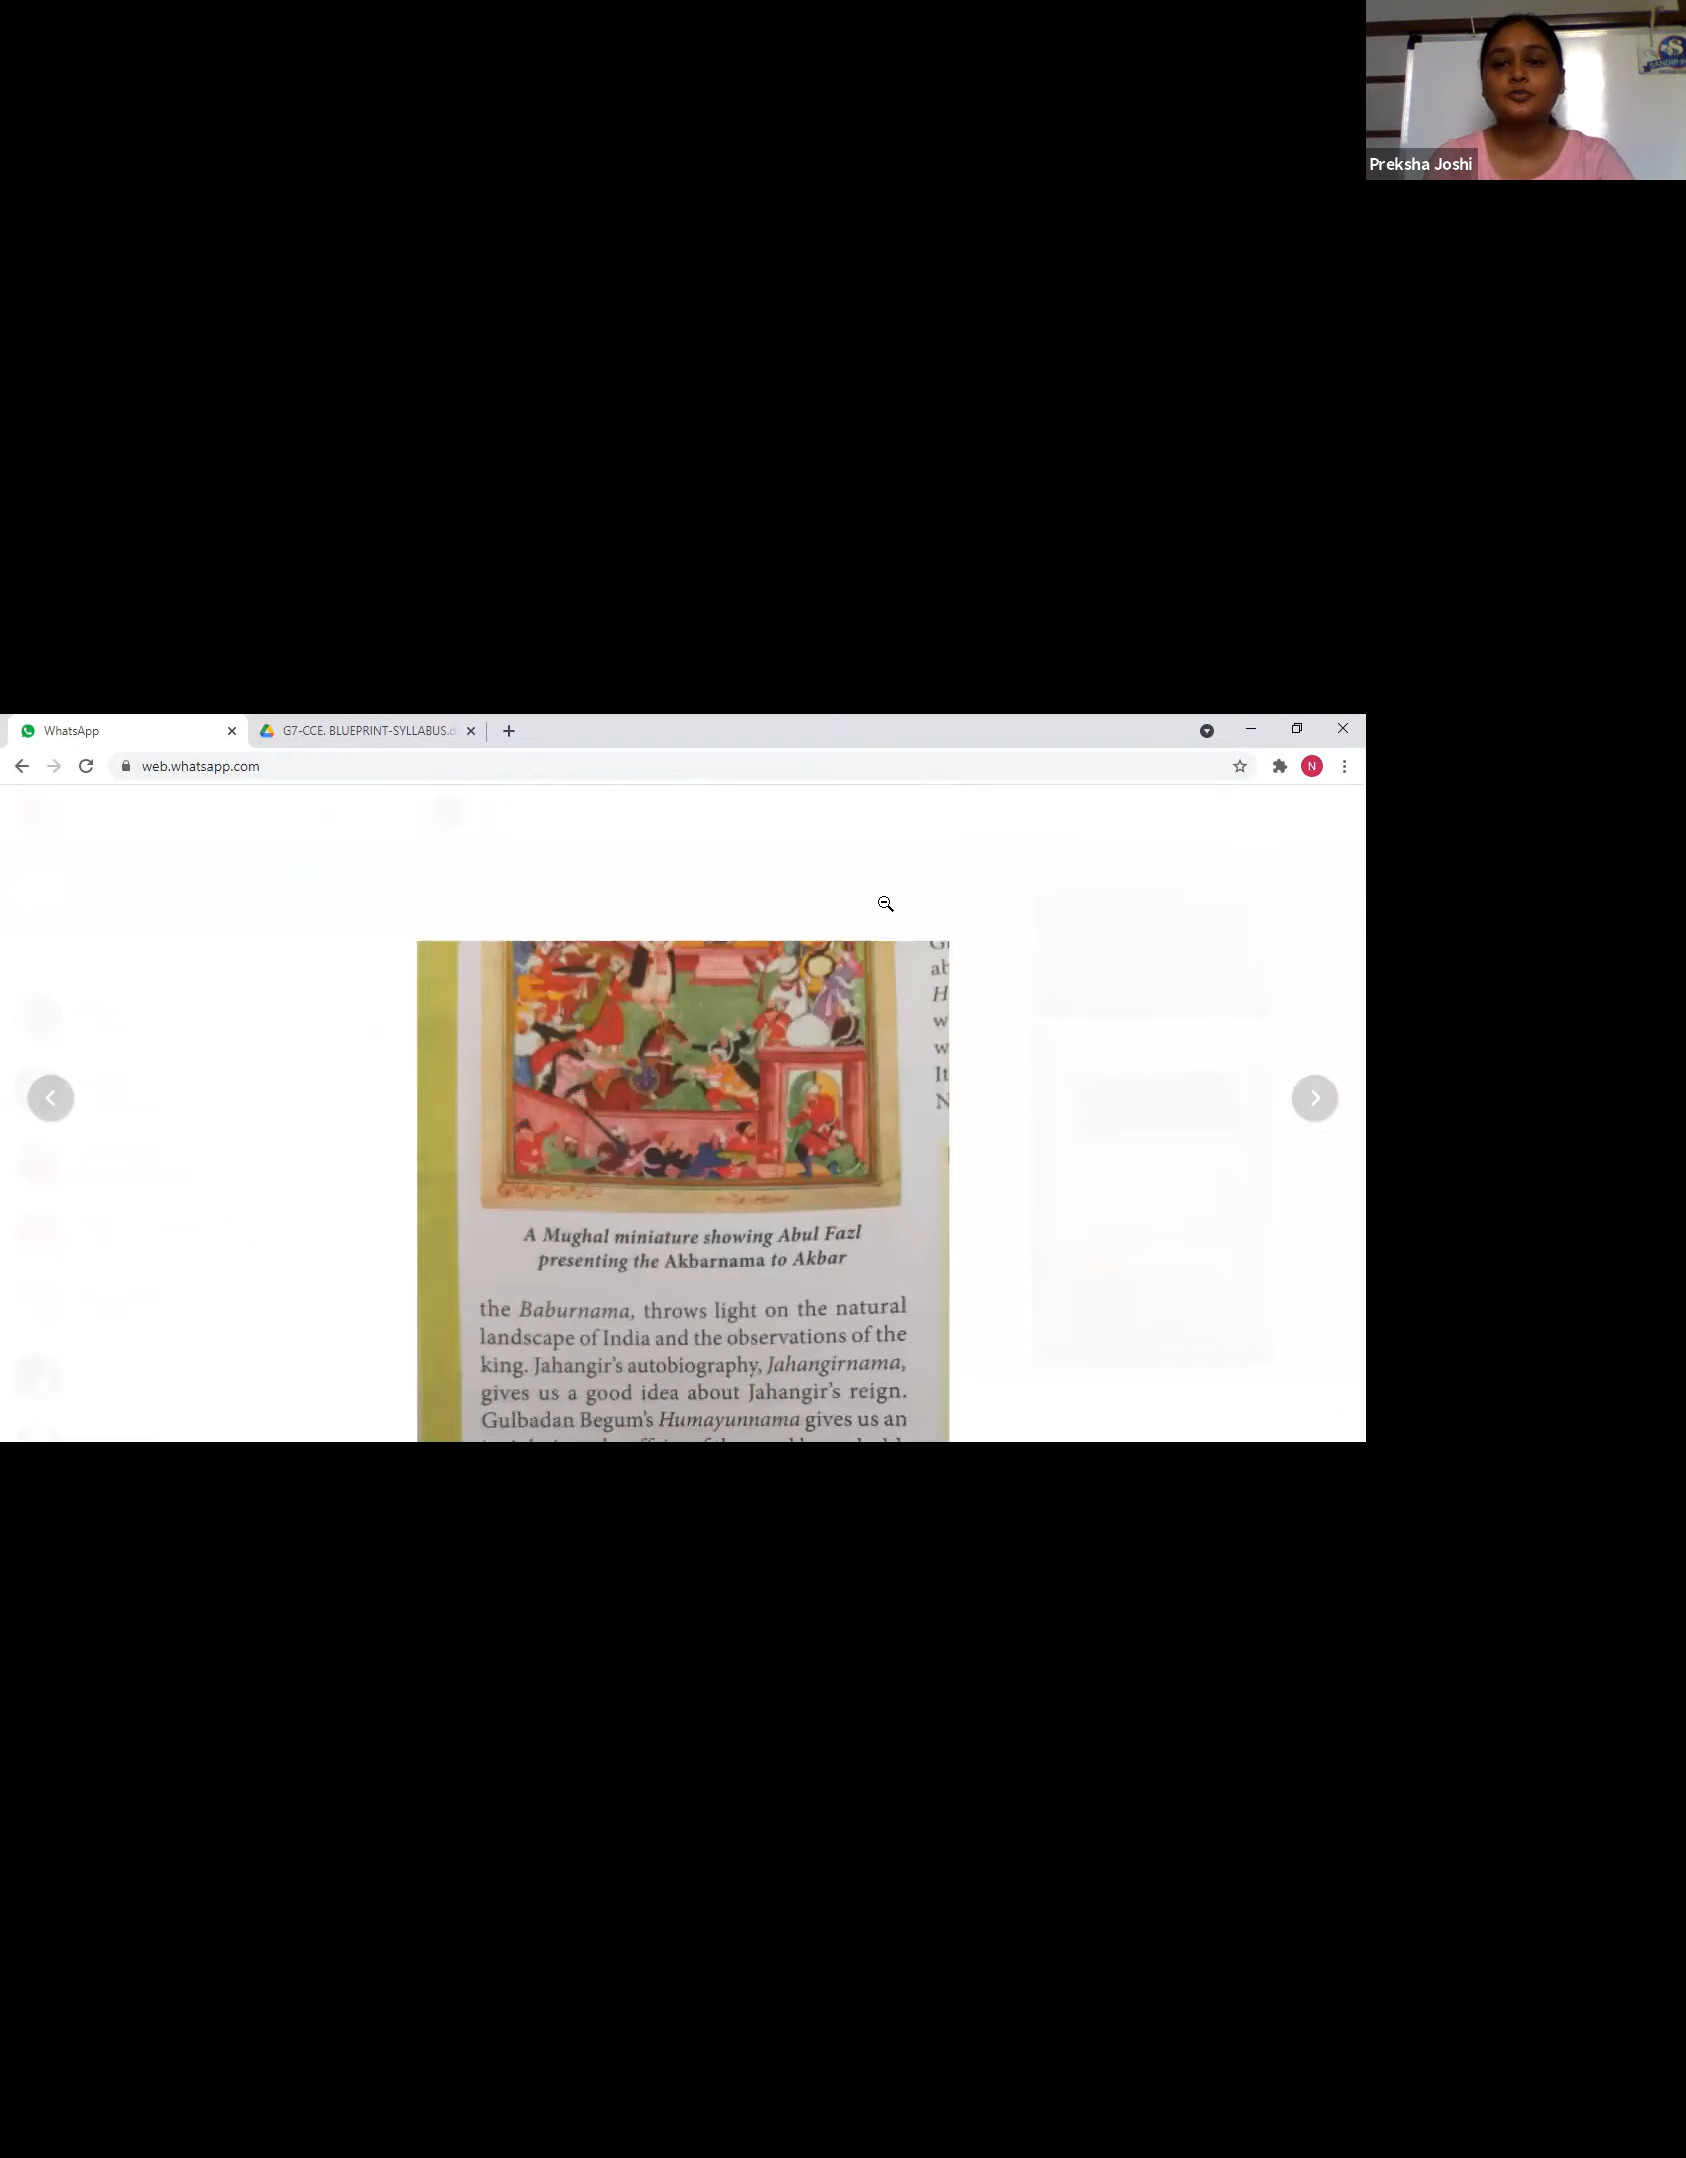 Preksha Joshi
WhatsApp
G7-CCE. BLUEPRINT-SYLLABUS.d
web.whatsapp.com
N
ab
H
w
w
It
N
A Mughal miniature showing Abul Fazl
presenting the Akbarnama to Akbar
the Baburnama, throws light on the natural
landscape of India and the observations of the
king. Jahangir's autobiography, Jahangirnama,
gives us a good idea about Jahangir's reign.
Gulbadan Begum's Humayunnama gives us an